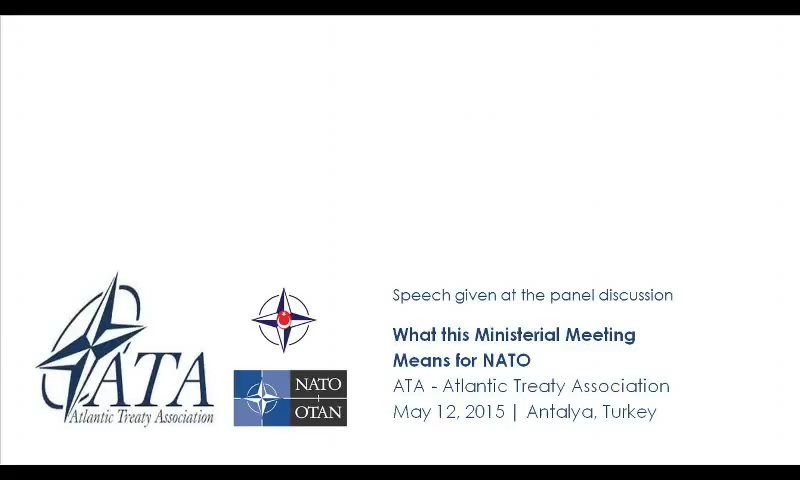 ATA
Atlantic Treaty Association
NATO
OTAN
Speech given at the panel discussion
What this Ministerial Meeting
Means for NATO
ATA - Atlantic Treaty Association
May 12, 2015 | Antalya, Turkey